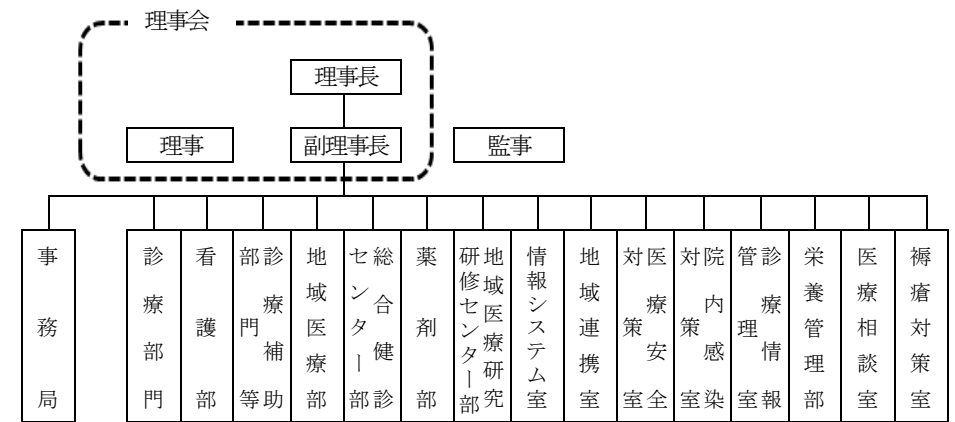 理事会
理事長
理事
副理事長
監事
事務局
診療部門
看護部
診療補助
部門等
地域医療部
総合健診
センター部
薬剤部
地域医療研究
研修センター部
情報システム室
地域連携室
医療安全
対策室
院内感染
対策室
診療情報
管理室
栄養管理部
医療相談室
褥瘡対策室